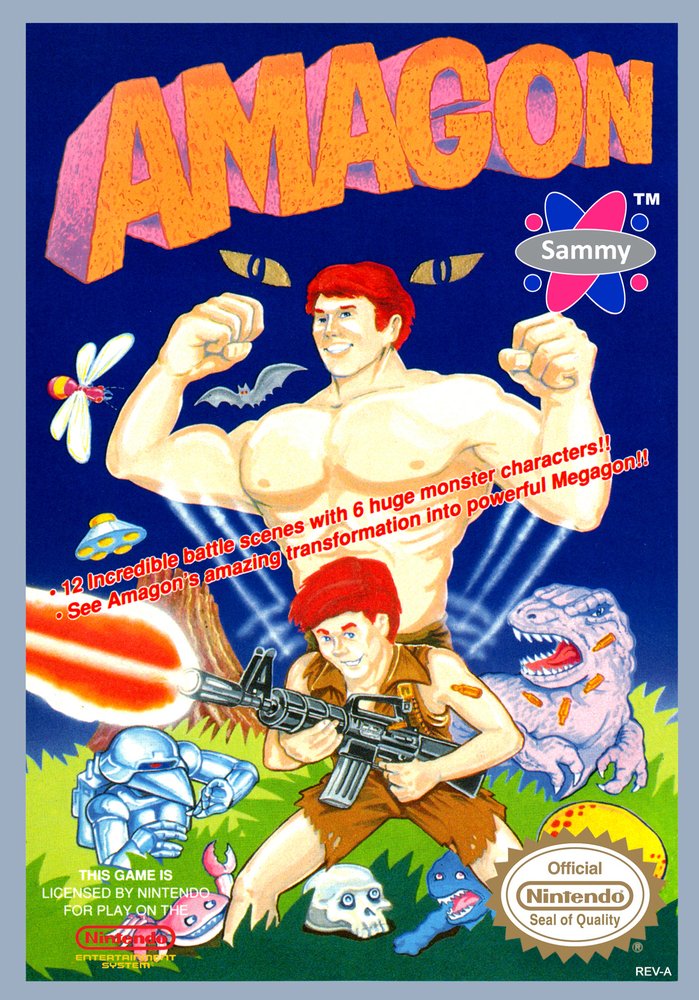 AMAGON
TM
Sammy
• 12 Incredible battle scenes with 6 huge monster characters!!
• See Amagon's amazing transformation into powerful Megagon!!
THIS GAME IS
LICENSED BY NINTENDO
FOR PLAY ON THE
Nintendo
ENTERTAINMENT
SYSTEM™
Official
Nintendo
Seal of Quality
®
REV-A